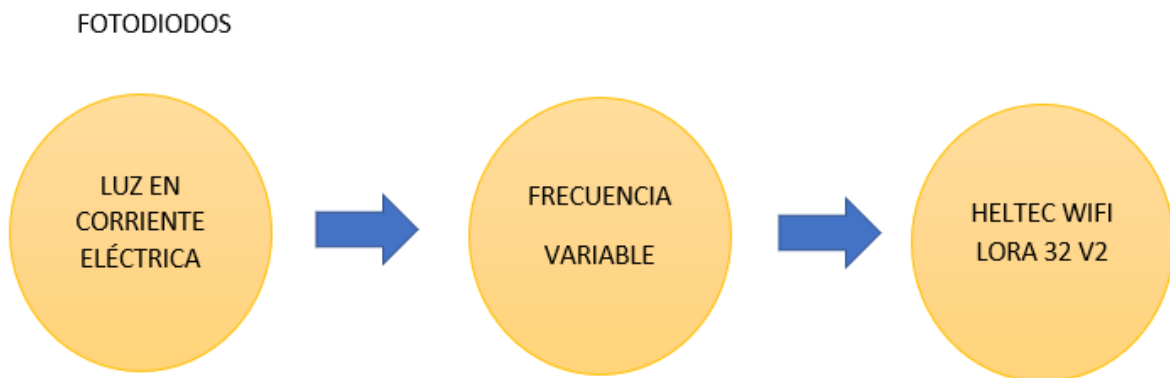 FOTODIODOS
LUZ EN
CORRIENTE
ELÉCTRICA
FRECUENCIA
VARIABLE
HELTEC WIFI
LORA 32 V2